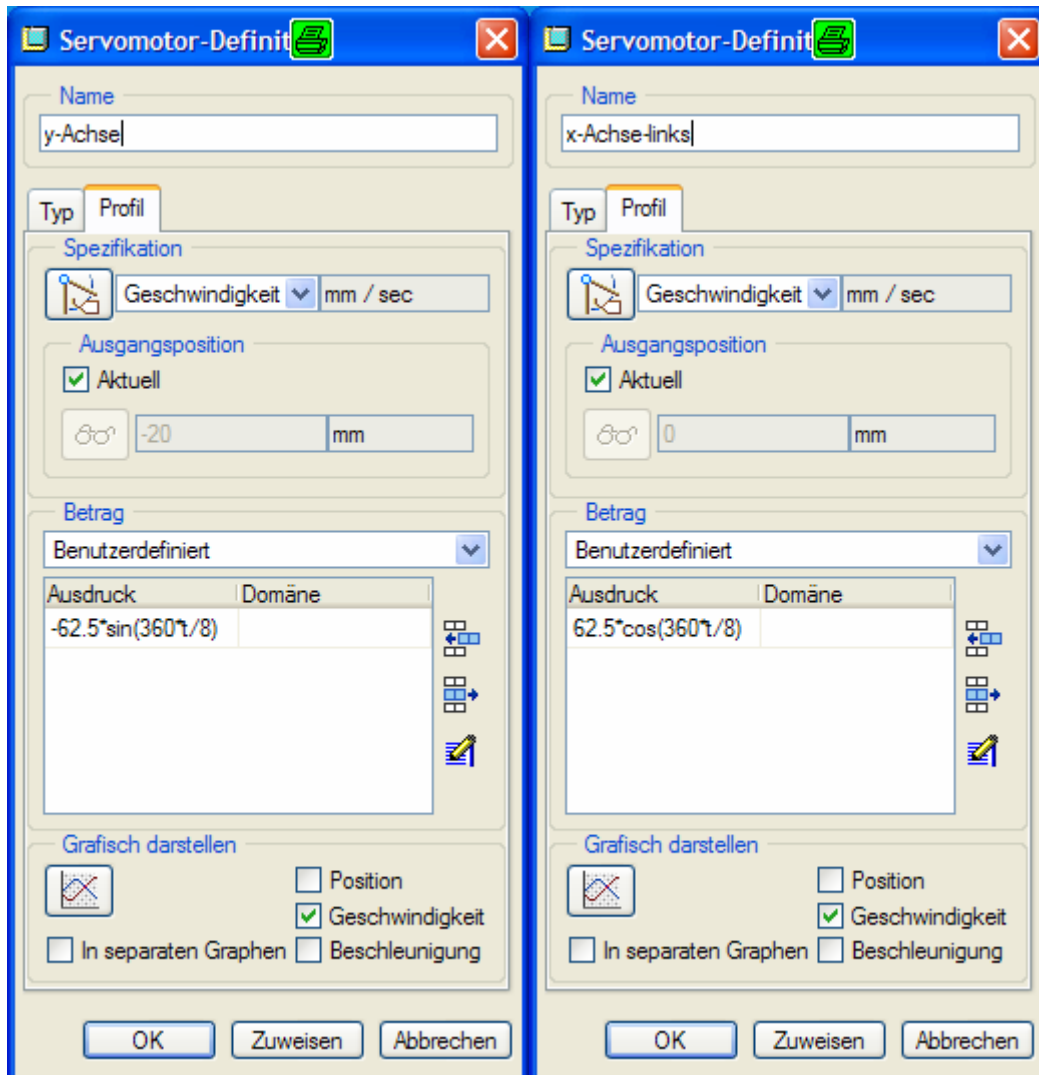 Servomotor-Definit
Name
y-Achse
Typ
Profil
Spezifikation
Geschwindigkeit
mm / sec
Ausgangsposition
Aktuell
-20
mm
Betrag
Benutzerdefiniert
Ausdruck
Domäne
-62.5*sin(360*t/8)
Grafisch darstellen
Position
Geschwindigkeit
In separaten Graphen
Beschleunigung
OK
Zuweisen
Abbrechen
Servomotor-Definit
Name
x-Achse-links
Typ
Profil
Spezifikation
Geschwindigkeit
mm / sec
Ausgangsposition
Aktuell
0
mm
Betrag
Benutzerdefiniert
Ausdruck
Domäne
62.5*cos(360*t/8)
Grafisch darstellen
Position
Geschwindigkeit
In separaten Graphen
Beschleunigung
OK
Zuweisen
Abbrechen